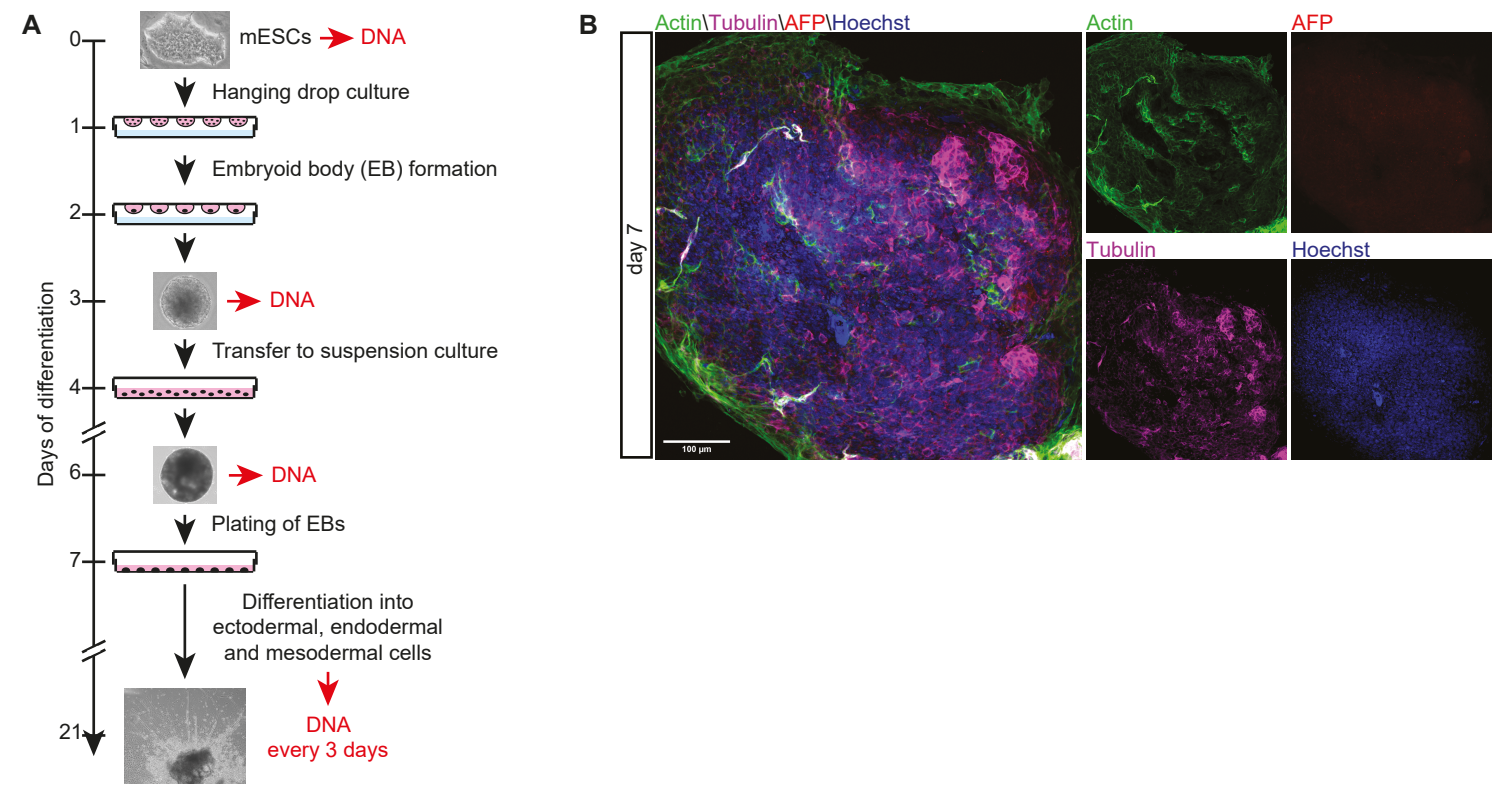 A
0
mESCs
DNA
Hanging drop culture
1
Embryoid body (EB) formation
2
3
DNA
Transfer to suspension culture
4
Days of differentiation
6
DNA
Plating of EBs
7
Differentiation into
ectodermal, endodermal
and mesodermal cells
DNA
every 3 days
21
B
Actin\Tubulin\AFP\Hoechst
day 7
100 µm
Actin
AFP
Tubulin
Hoechst